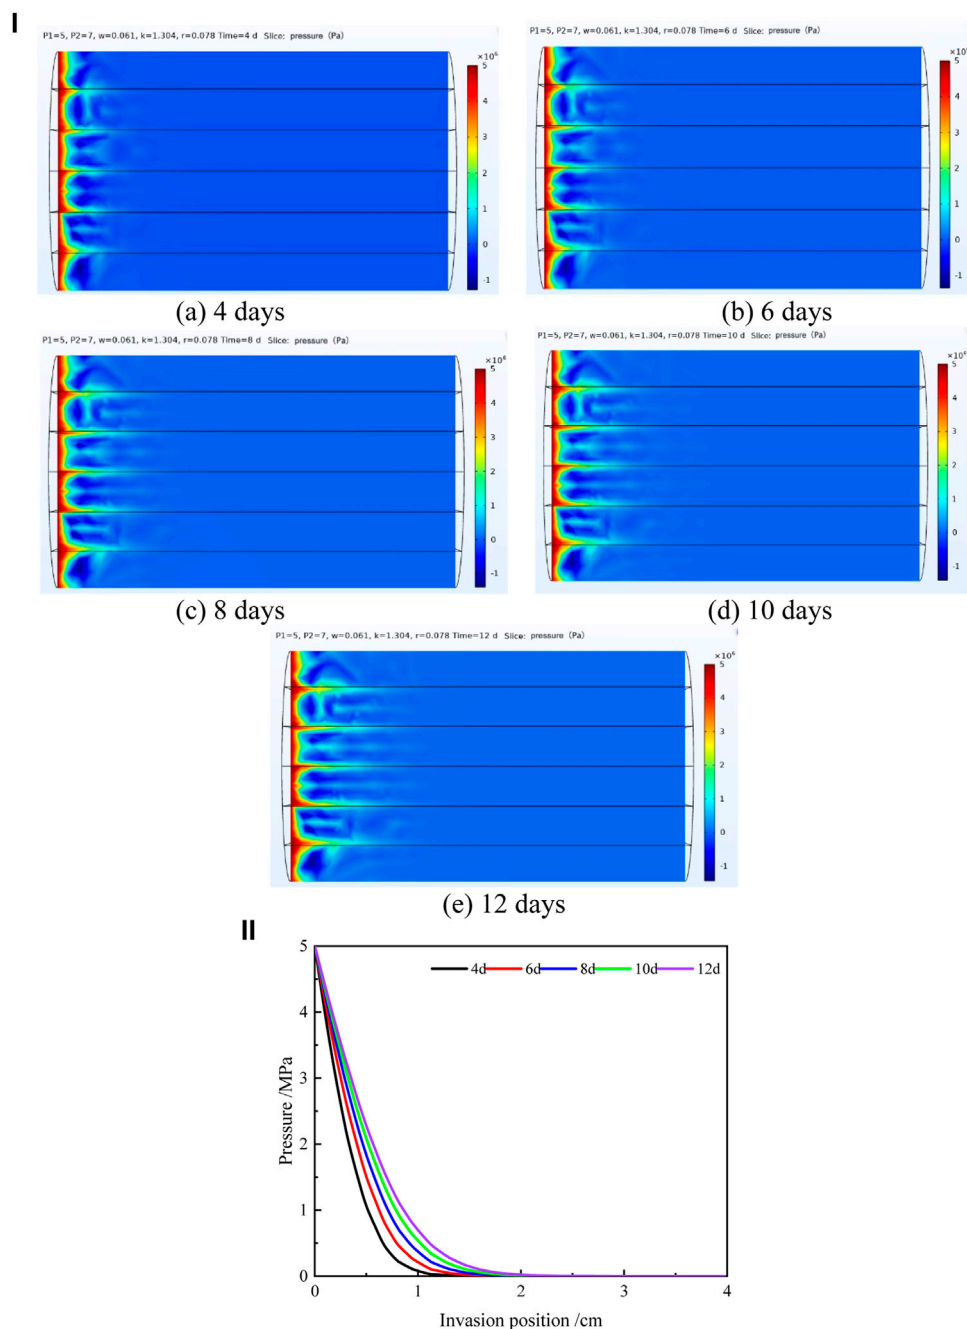 I
P1=5, P2=7, w=0.061, k=1.304, r=0.078 Time=4 d Slice: pressure (Pa)
×10⁶
5
4
3
2
1
0
-1
(a) 4 days
P1=5, P2=7, w=0.061, k=1.304, r=0.078 Time=6 d Slice: pressure (Pa)
×10⁶
5
4
3
2
1
0
-1
(b) 6 days
P1=5, P2=7, w=0.061, k=1.304, r=0.078 Time=8 d Slice: pressure (Pa)
×10⁶
5
4
3
2
1
0
-1
(c) 8 days
P1=5, P2=7, w=0.061, k=1.304, r=0.078 Time=10 d Slice: pressure (Pa)
×10⁶
5
4
3
2
1
0
-1
(d) 10 days
P1=5, P2=7, w=0.061, k=1.304, r=0.078 Time=12 d Slice: pressure (Pa)
×10⁶
5
4
3
2
1
0
-1
(e) 12 days
II
4d 6d 8d 10d 12d
5
4
3
2
1
0
Pressure /MPa
0 1 2 3 4
Invasion position /cm